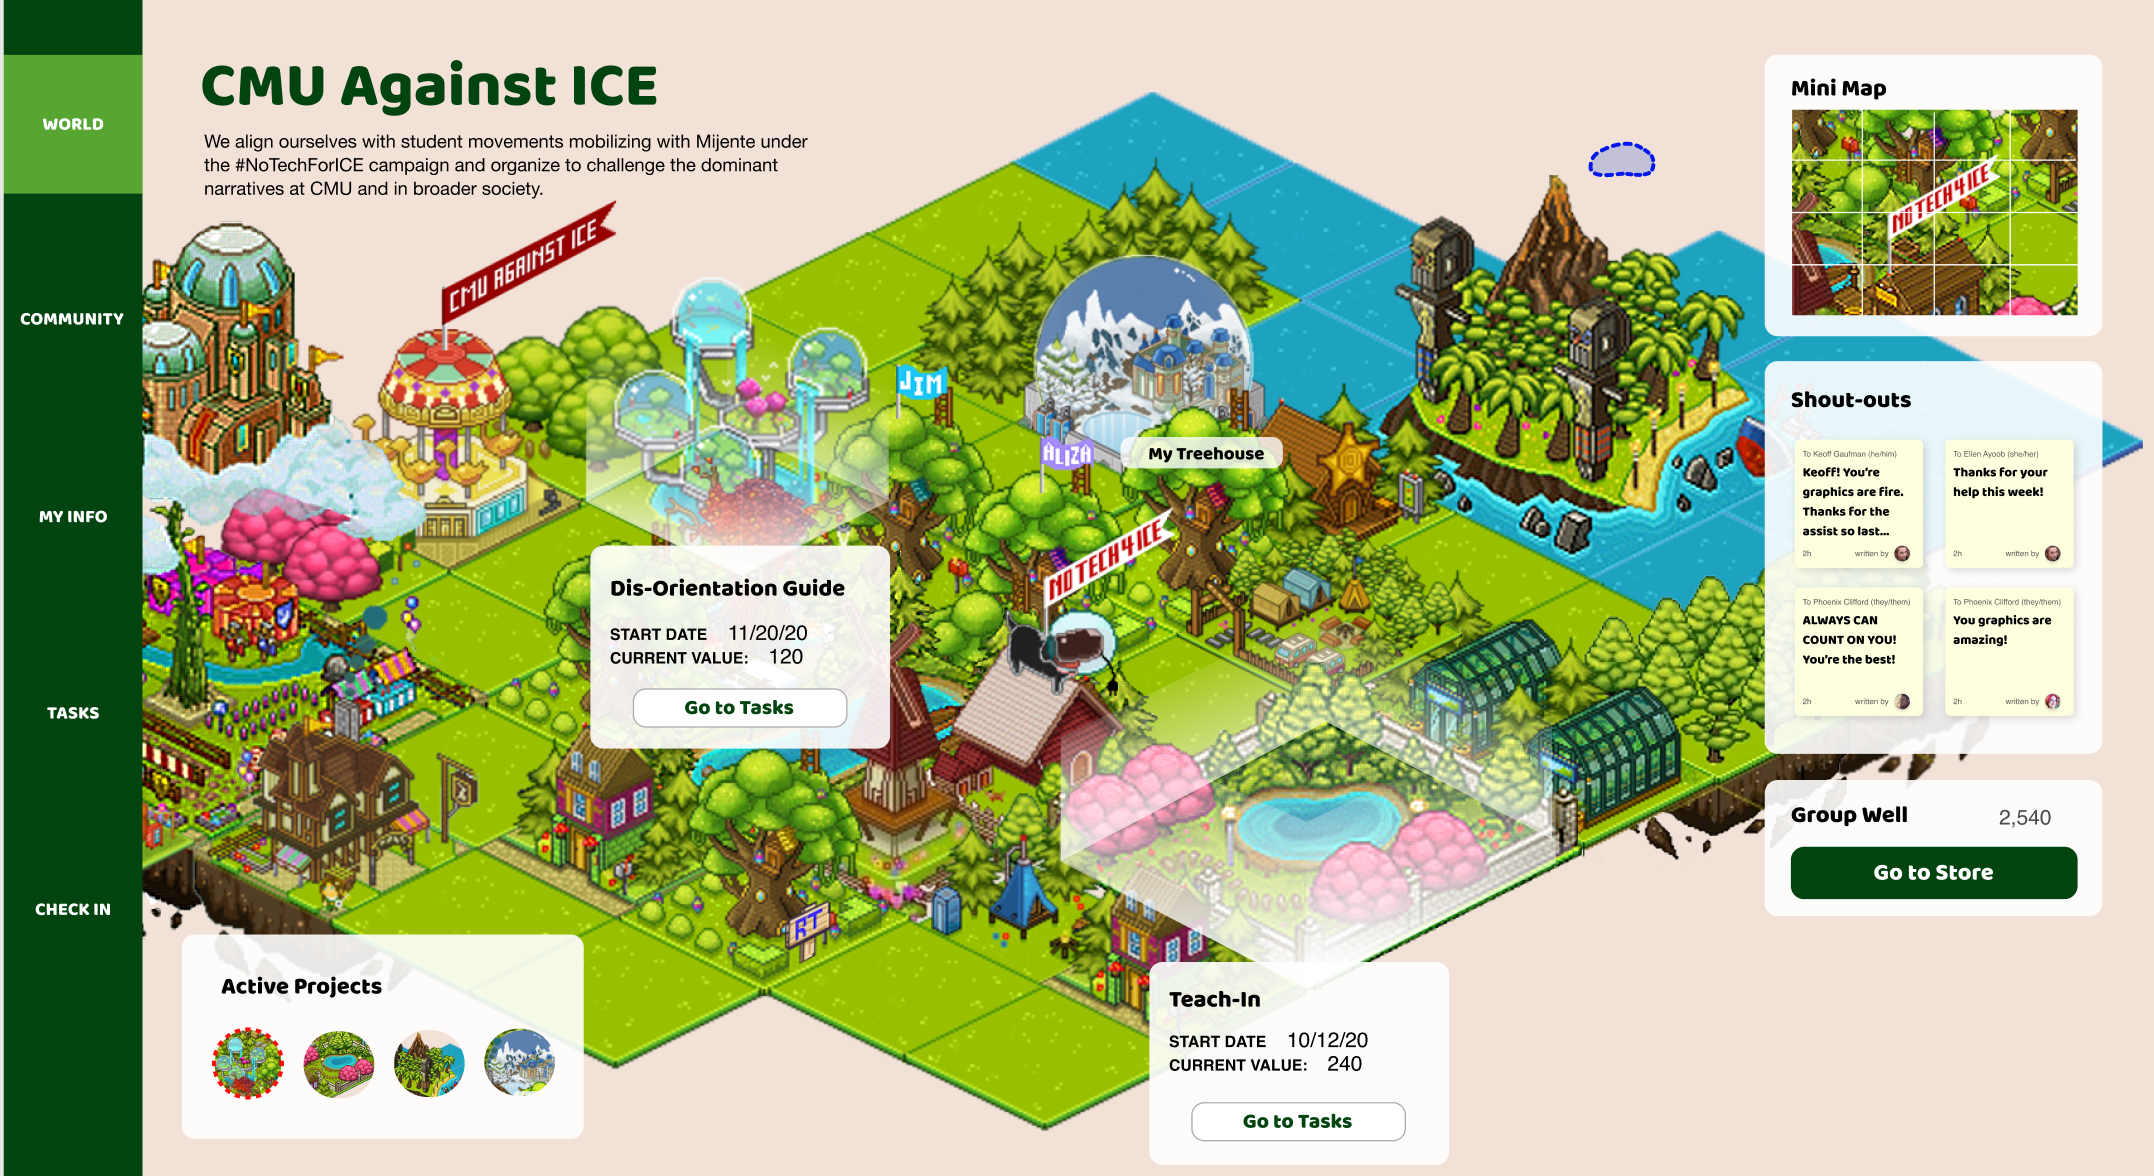 WORLD
COMMUNITY
MY INFO
TASKS
CHECK IN
CMU Against ICE
We align ourselves with student movements mobilizing with Mijente under
the #NoTechForICE campaign and organize to challenge the dominant
narratives at CMU and in broader society.
CMU AGAINST ICE
JIM
ALIZA
My Treehouse
NO TECH 4 ICE
RT
Dis-Orientation Guide
START DATE 11/20/20
CURRENT VALUE: 120
Go to Tasks
Active Projects
Teach-In
START DATE 10/12/20
CURRENT VALUE: 240
Go to Tasks
Mini Map
NO TECH 4 ICE
Shout-outs
To Keoff Gaufman (he/him)
Keoff! You're
graphics are fire.
Thanks for the
assist so last...
2h written by
To Ellen Ayoob (she/her)
Thanks for your
help this week!
2h written by
To Phoenix Clifford (they/them)
ALWAYS CAN
COUNT ON YOU!
You're the best!
2h written by
To Phoenix Clifford (they/them)
You graphics are
amazing!
2h written by
Group Well 2,540
Go to Store